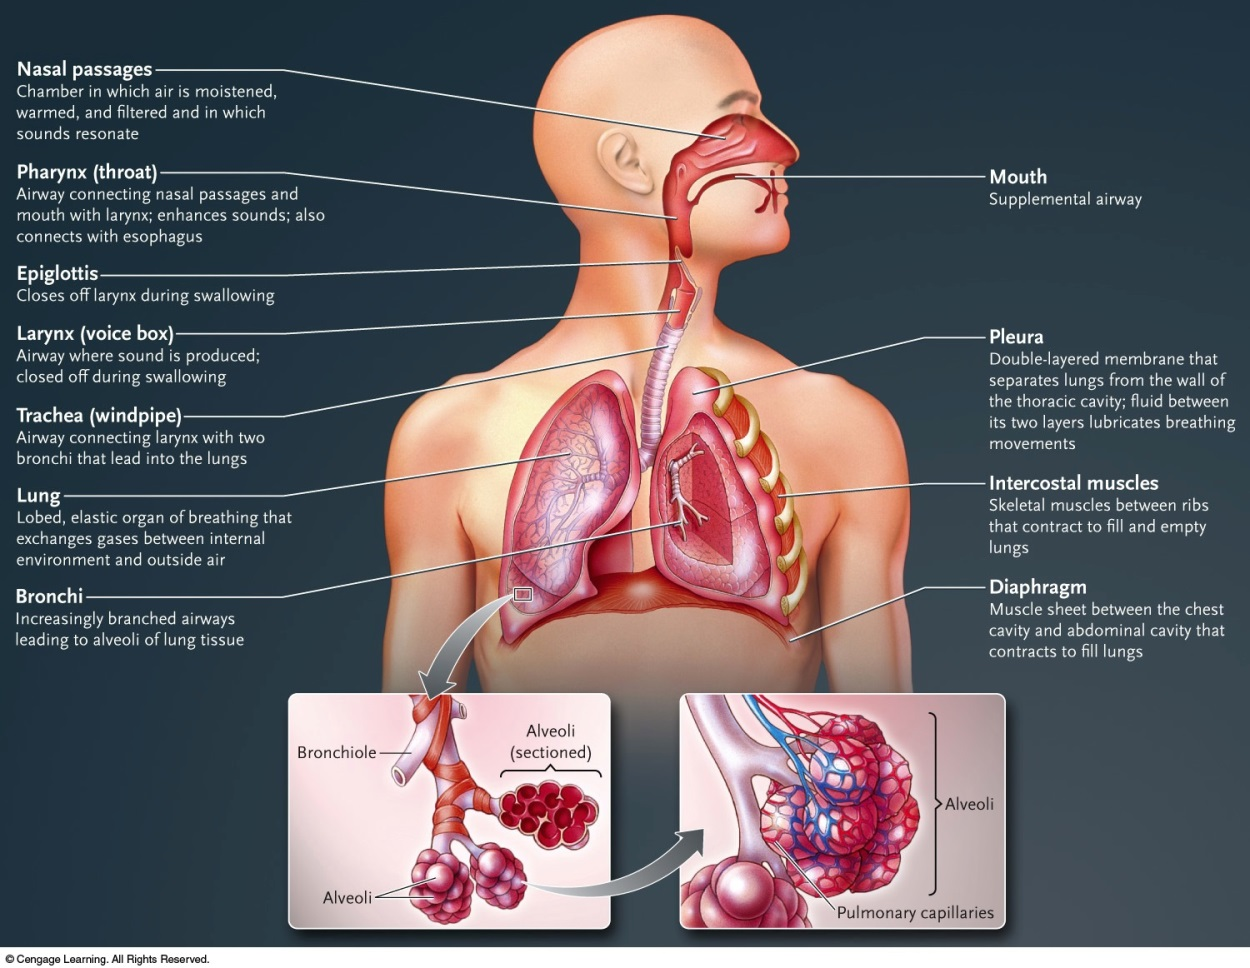 Nasal passages
Chamber in which air is moistened,
warmed, and filtered and in which
sounds resonate
Pharynx (throat)
Airway connecting nasal passages and
mouth with larynx; enhances sounds; also
connects with esophagus
Epiglottis
Closes off larynx during swallowing
Larynx (voice box)
Airway where sound is produced;
closed off during swallowing
Trachea (windpipe)
Airway connecting larynx with two
bronchi that lead into the lungs
Lung
Lobed, elastic organ of breathing that
exchanges gases between internal
environment and outside air
Bronchi
Increasingly branched airways
leading to alveoli of lung tissue
Mouth
Supplemental airway
Pleura
Double-layered membrane that
separates lungs from the wall of
the thoracic cavity; fluid between
its two layers lubricates breathing
movements
Intercostal muscles
Skeletal muscles between ribs
that contract to fill and empty
lungs
Diaphragm
Muscle sheet between the chest
cavity and abdominal cavity that
contracts to fill lungs
Bronchiole
Alveoli
(sectioned)
Alveoli
Alveoli
Pulmonary capillaries
© Cengage Learning. All Rights Reserved.